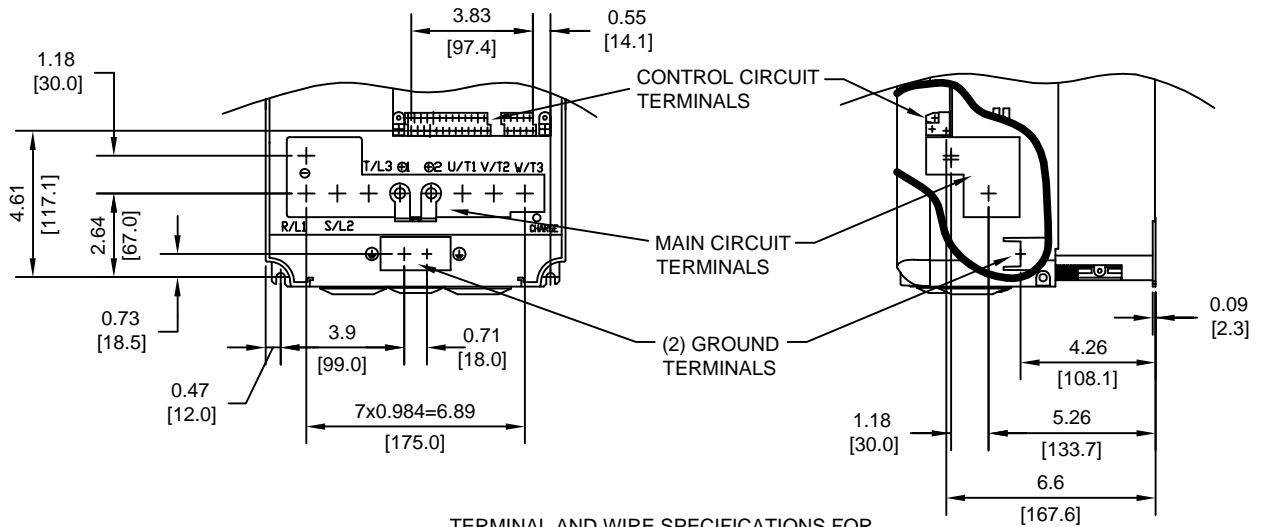 3.83
[97.4]
0.55
[14.1]
1.18
[30.0]
CONTROL CIRCUIT
TERMINALS
4.61
[117.1]
2.64
[67.0]
T/L3 ⊕1 ⊕2 U/T1 V/T2 W/T3
⊖
R/L1 S/L2
CHARGE
MAIN CIRCUIT
TERMINALS
0.73
[18.5]
3.9
[99.0]
0.71
[18.0]
(2) GROUND
TERMINALS
0.47
[12.0]
7x0.984=6.89
[175.0]
0.09
[2.3]
4.26
[108.1]
1.18
[30.0]
5.26
[133.7]
6.6
[167.6]
TERMINAL AND WIRE SPECIFICATIONS FOR